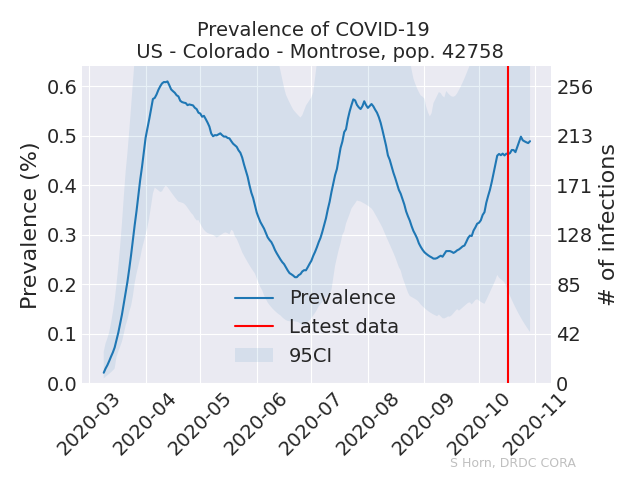 Prevalence of COVID-19
US - Colorado - Montrose, pop. 42758
Prevalence (%)
0.6
0.5
0.4
0.3
0.2
0.1
0.0
256
213
171
128
85
42
0
# of infections
Prevalence
Latest data
95CI
2020-03
2020-04
2020-05
2020-06
2020-07
2020-08
2020-09
2020-10
2020-11
S Horn, DRDC CORA